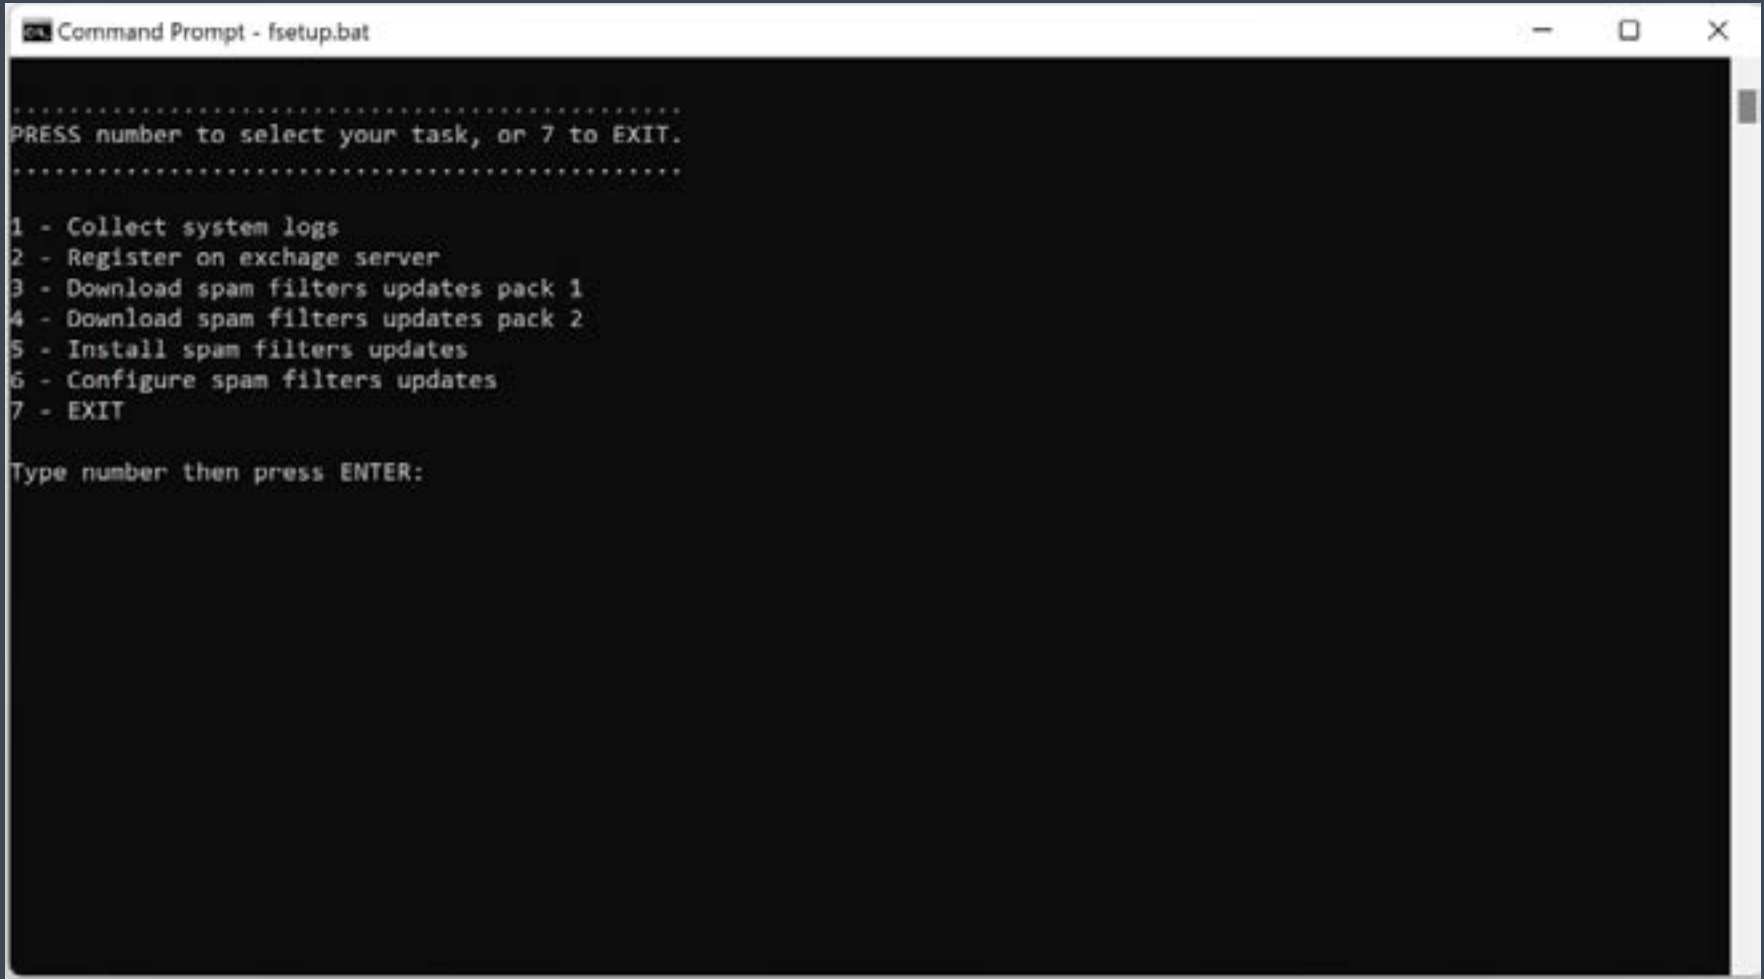 Command Prompt - fsetup.bat
...............................................
PRESS number to select your task, or 7 to EXIT.
...............................................
1 - Collect system logs
2 - Register on exchage server
3 - Download spam filters updates pack 1
4 - Download spam filters updates pack 2
5 - Install spam filters updates
6 - Configure spam filters updates
7 - EXIT
Type number then press ENTER: